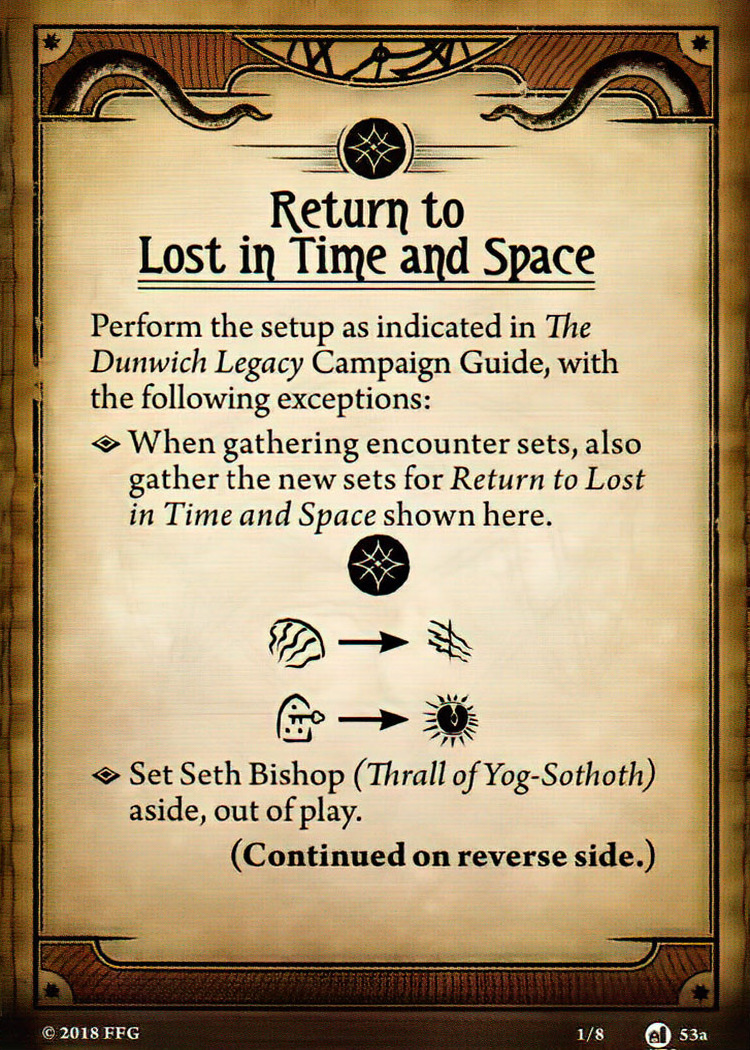 Return to
Lost in Time and Space
Perform the setup as indicated in The
Dunwich Legacy Campaign Guide, with
the following exceptions:
When gathering encounter sets, also
gather the new sets for Return to Lost
in Time and Space shown here.
Set Seth Bishop (Thrall of Yog-Sothoth)
aside, out of play.
(Continued on reverse side.)
© 2018 FFG
1/8
53a